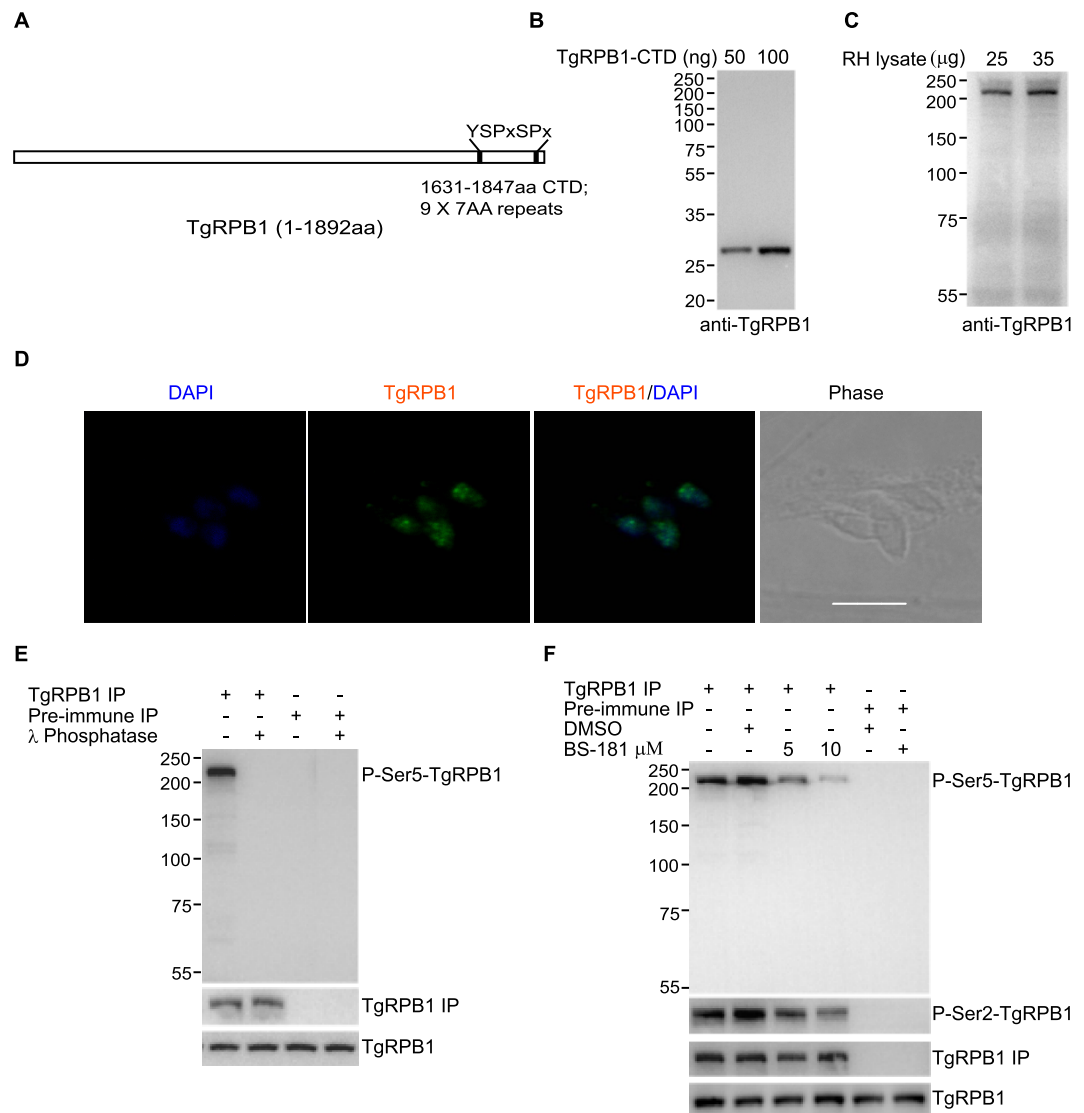 A
YSPxSPx
1631-1847aa CTD;
9 X 7AA repeats
TgRPB1 (1-1892aa)
B
TgRPB1-CTD (ng) 50 100
250
200
150
100
75
55
35
25
20
anti-TgRPB1
C
RH lysate (μg) 25 35
250
200
150
100
75
55
anti-TgRPB1
D
DAPI TgRPB1 TgRPB1/DAPI Phase
E
TgRPB1 IP + + - -
Pre-immune IP - - + +
λ Phosphatase - + - +
250
200
150
100
75
55
P-Ser5-TgRPB1
TgRPB1 IP
TgRPB1
F
TgRPB1 IP + + + + - -
Pre-immune IP - - - - + +
DMSO - + - - + -
BS-181 μM - - 5 10 - +
250
200
150
100
75
55
P-Ser5-TgRPB1
P-Ser2-TgRPB1
TgRPB1 IP
TgRPB1